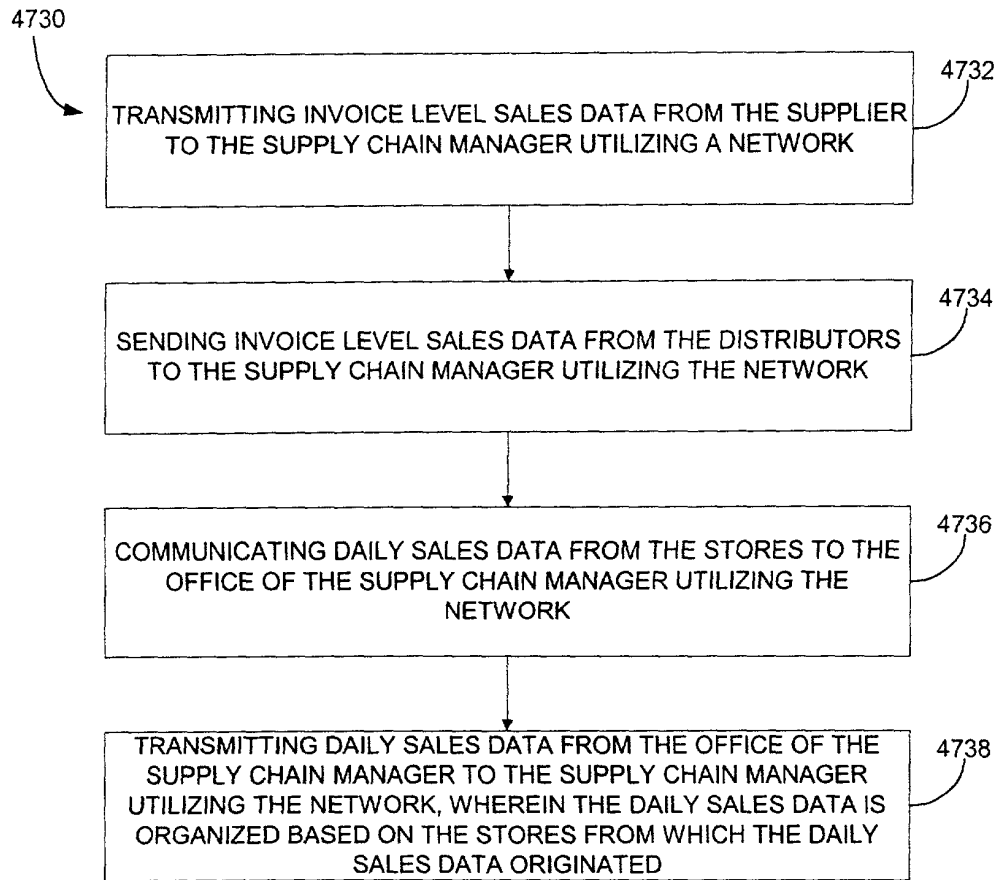 4730
4732
TRANSMITTING INVOICE LEVEL SALES DATA FROM THE SUPPLIER
TO THE SUPPLY CHAIN MANAGER UTILIZING A NETWORK
4734
SENDING INVOICE LEVEL SALES DATA FROM THE DISTRIBUTORS
TO THE SUPPLY CHAIN MANAGER UTILIZING THE NETWORK
4736
COMMUNICATING DAILY SALES DATA FROM THE STORES TO THE
OFFICE OF THE SUPPLY CHAIN MANAGER UTILIZING THE
NETWORK
4738
TRANSMITTING DAILY SALES DATA FROM THE OFFICE OF THE
SUPPLY CHAIN MANAGER TO THE SUPPLY CHAIN MANAGER
UTILIZING THE NETWORK, WHEREIN THE DAILY SALES DATA IS
ORGANIZED BASED ON THE STORES FROM WHICH THE DAILY
SALES DATA ORIGINATED